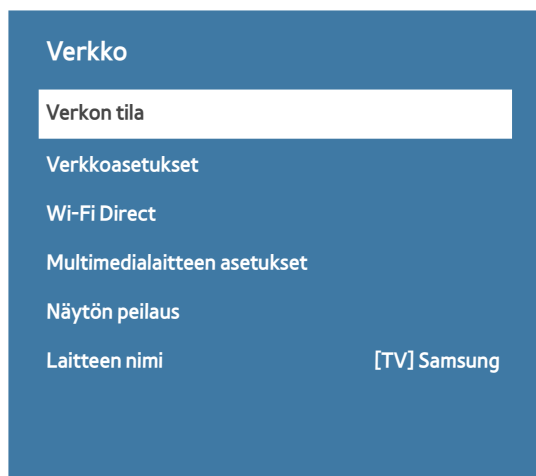 Verkko
Verkon tila
Verkkoasetukset
Wi-Fi Direct
Multimedialaitteen asetukset
Näytön peilaus
Laitteen nimi [TV] Samsung